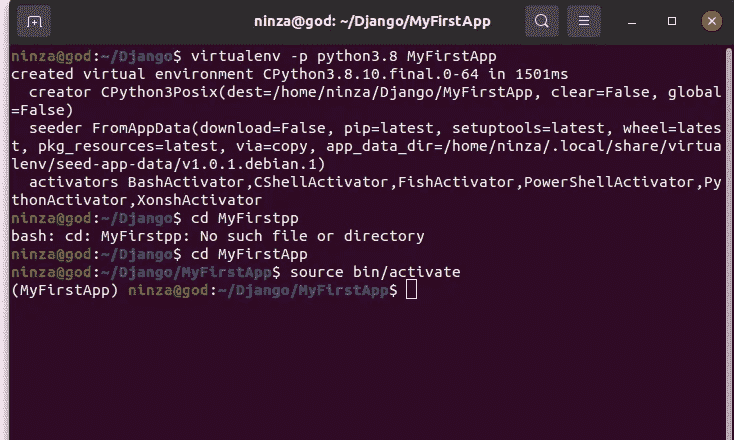 ninza@god: ~/Django/MyFirstApp
ninza@god:~/Django$ virtualenv -p python3.8 MyFirstApp
created virtual environment CPython3.8.10.final.0-64 in 1501ms
  creator CPython3Posix(dest=/home/ninza/Django/MyFirstApp, clear=False, global
=False)
  seeder FromAppData(download=False, pip=latest, setuptools=latest, wheel=lates
t, pkg_resources=latest, via=copy, app_data_dir=/home/ninza/.local/share/virtua
lenv/seed-app-data/v1.0.1.debian.1)
  activators BashActivator,CShellActivator,FishActivator,PowerShellActivator,Py
thonActivator,XonshActivator
ninza@god:~/Django$ cd MyFirstpp
bash: cd: MyFirstpp: No such file or directory
ninza@god:~/Django$ cd MyFirstApp
ninza@god:~/Django/MyFirstApp$ source bin/activate
(MyFirstApp) ninza@god:~/Django/MyFirstApp$